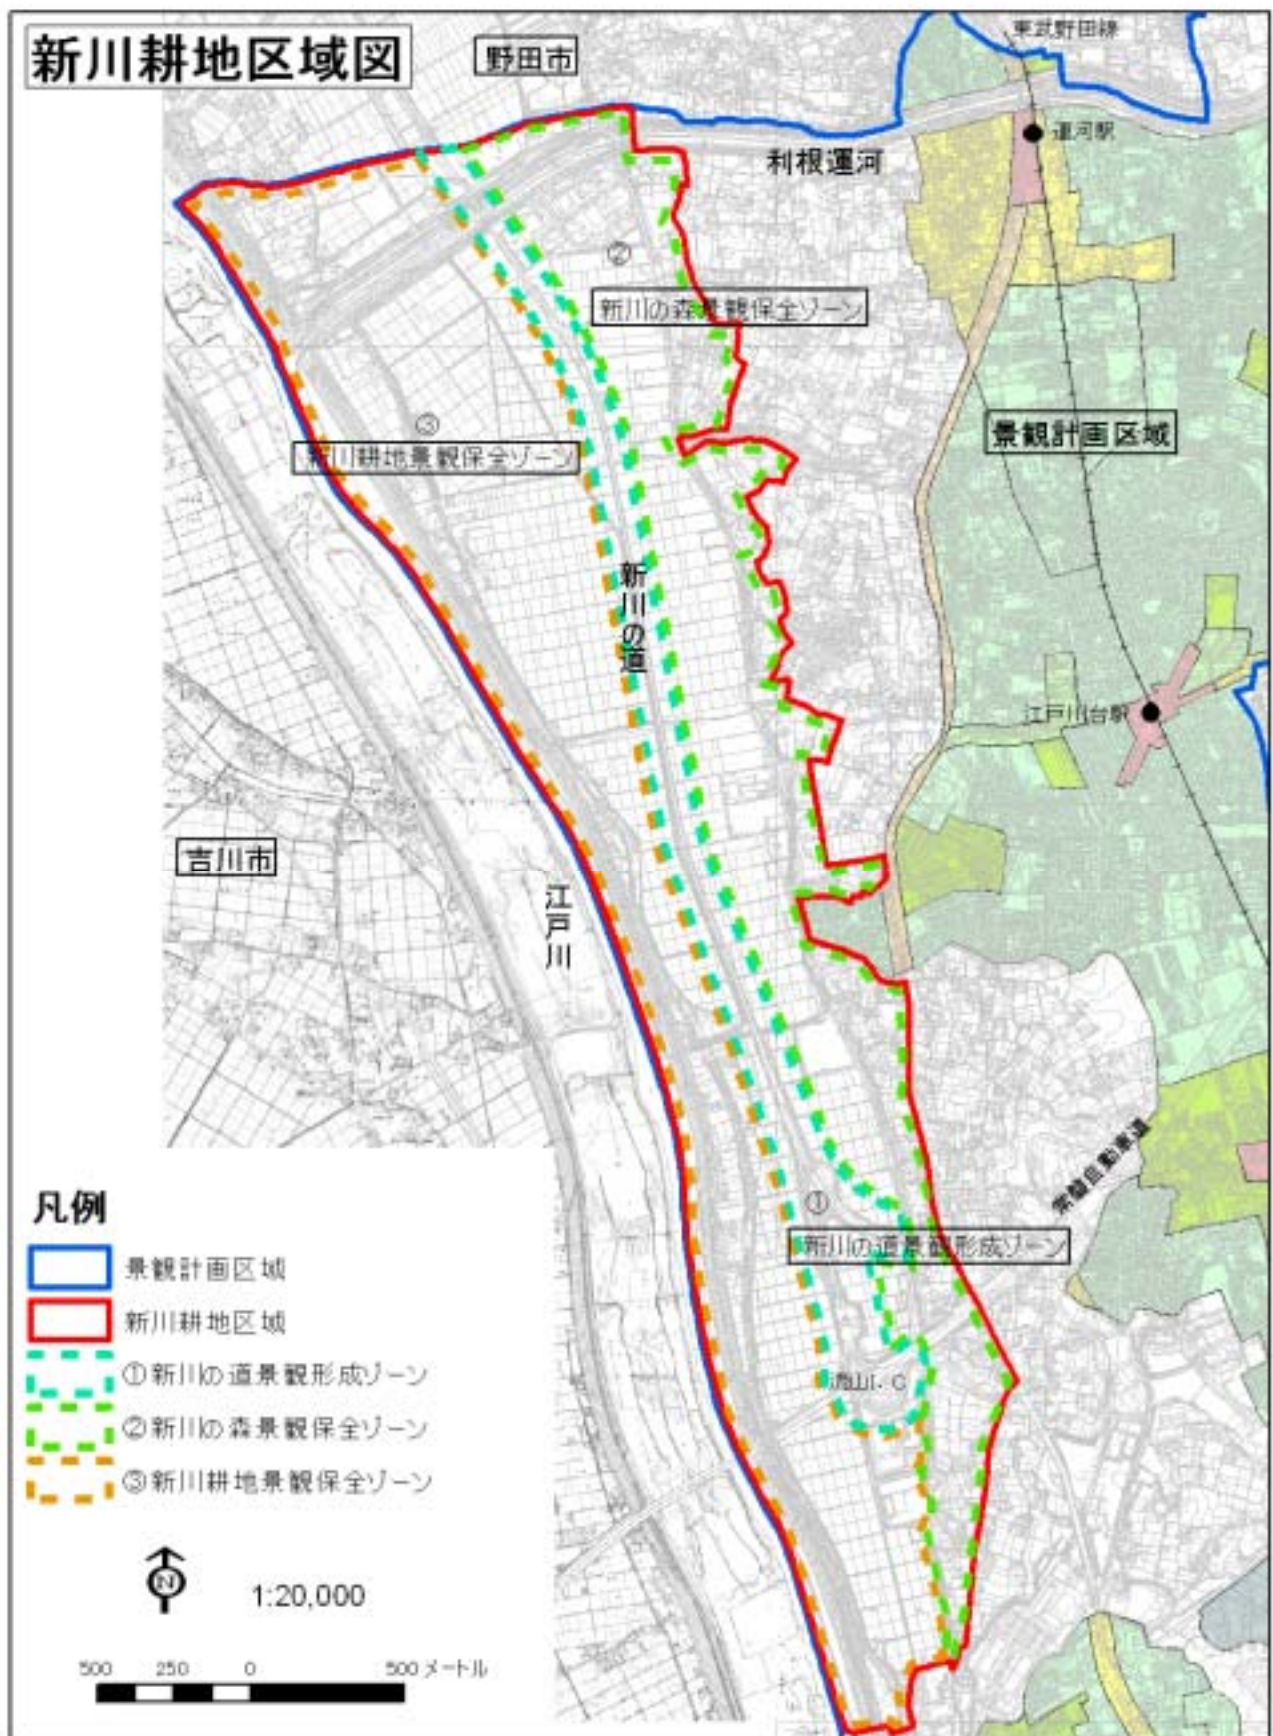 新川耕地区域図
野田市
東武野田線
運河駅
利根運河
②
新川の森景観保全ゾーン
③
新川耕地景観保全ゾーン
景観計画区域
新川の道
江戸川台駅
吉川市
江戸川
常磐自動車道
①
新川の道景観形成ゾーン
流山I.C
凡例
景観計画区域
新川耕地区域
①新川の道景観形成ゾーン
②新川の森景観保全ゾーン
③新川耕地景観保全ゾーン
N
1:20,000
500 250 0 500 メートル